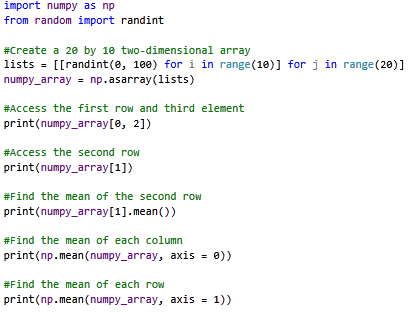 import numpy as np
from random import randint
#Create a 20 by 10 two-dimensional array
lists = [[randint(0, 100) for i in range(10)] for j in range(20)]
numpy_array = np.asarray(lists)
#Access the first row and third element
print(numpy_array[0, 2])
#Access the second row
print(numpy_array[1])
#Find the mean of the second row
print(numpy_array[1].mean())
#Find the mean of each column
print(np.mean(numpy_array, axis = 0))
#Find the mean of each row
print(np.mean(numpy_array, axis = 1))